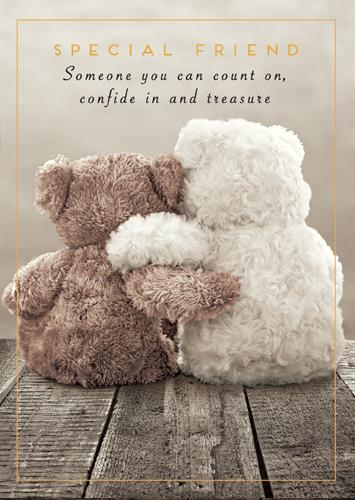 SPECIAL FRIEND
Someone you can count on,
confide in and treasure